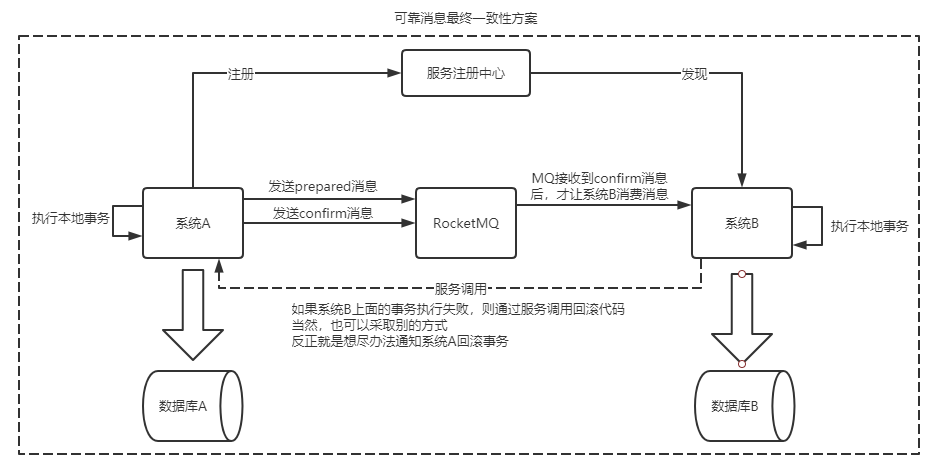 可靠消息最终一致性方案
注册
服务注册中心
发现
发送prepared消息
MQ接收到confirm消息
后，才让系统B消费消息
执行本地事务
系统A
发送confirm消息
RocketMQ
系统B
执行本地事务
服务调用
如果系统B上面的事务执行失败，则通过服务调用回滚代码
当然，也可以采取别的方式
反正就是想尽办法通知系统A回滚事务
数据库A
数据库B